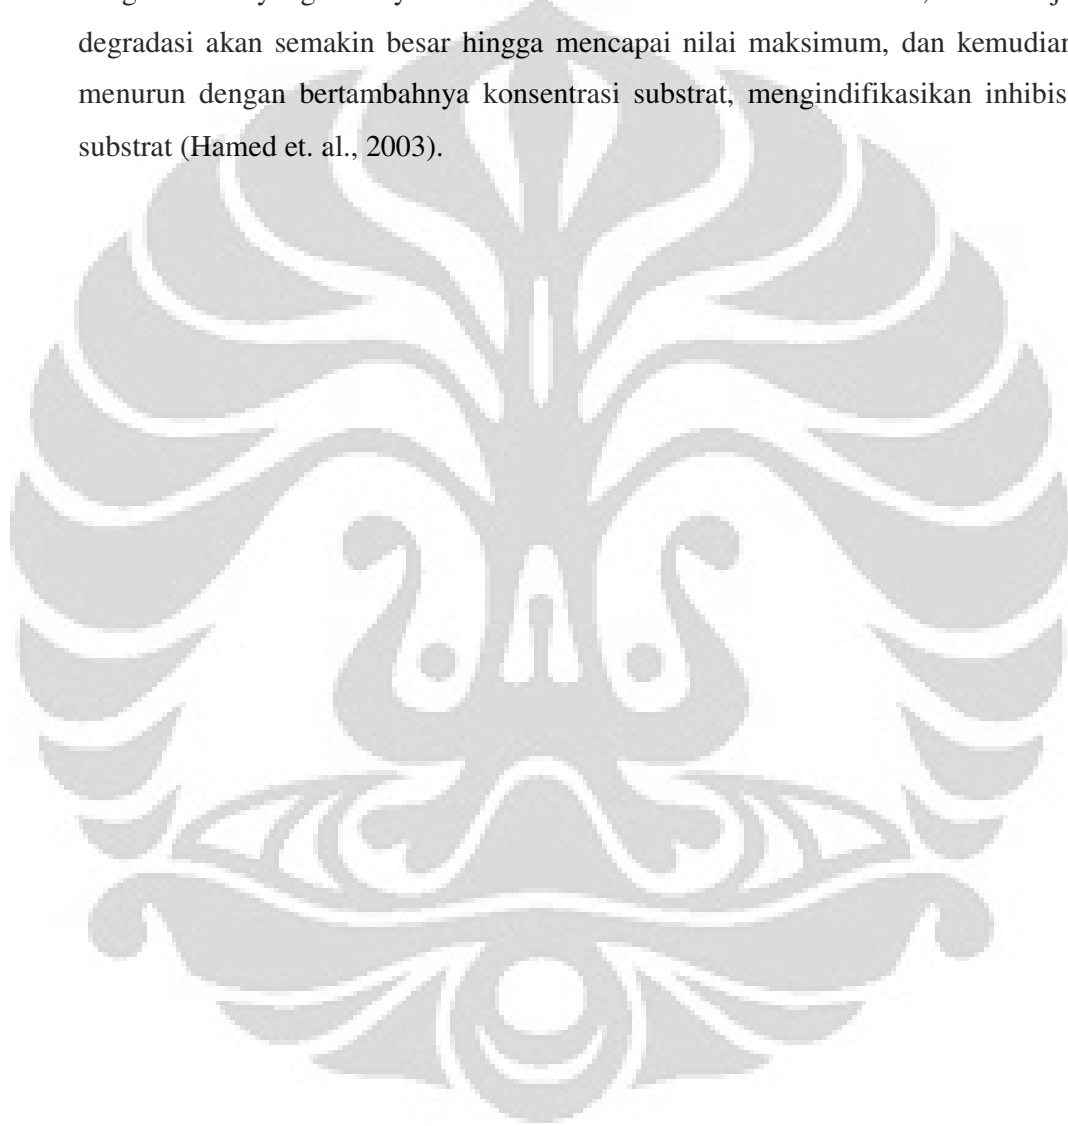 degradasi akan semakin besar hingga mencapai nilai maksimum, dan kemudian
menurun dengan bertambahnya konsentrasi substrat, mengindifikasikan inhibis
substrat (Hamed et. al., 2003).